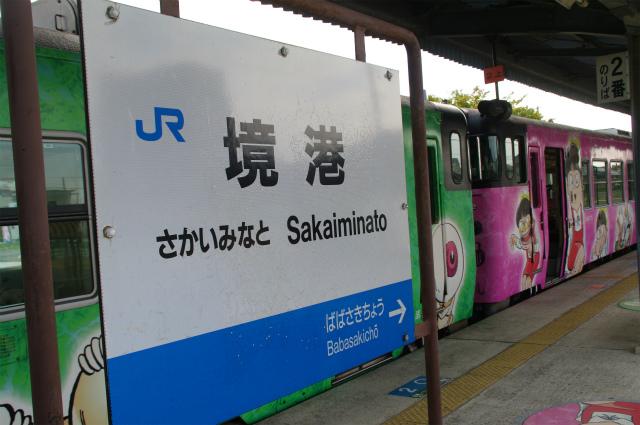 JR
境港
さかいみなと Sakaiminato
ばばさきちょう →
Babasakichō
2番
のりば